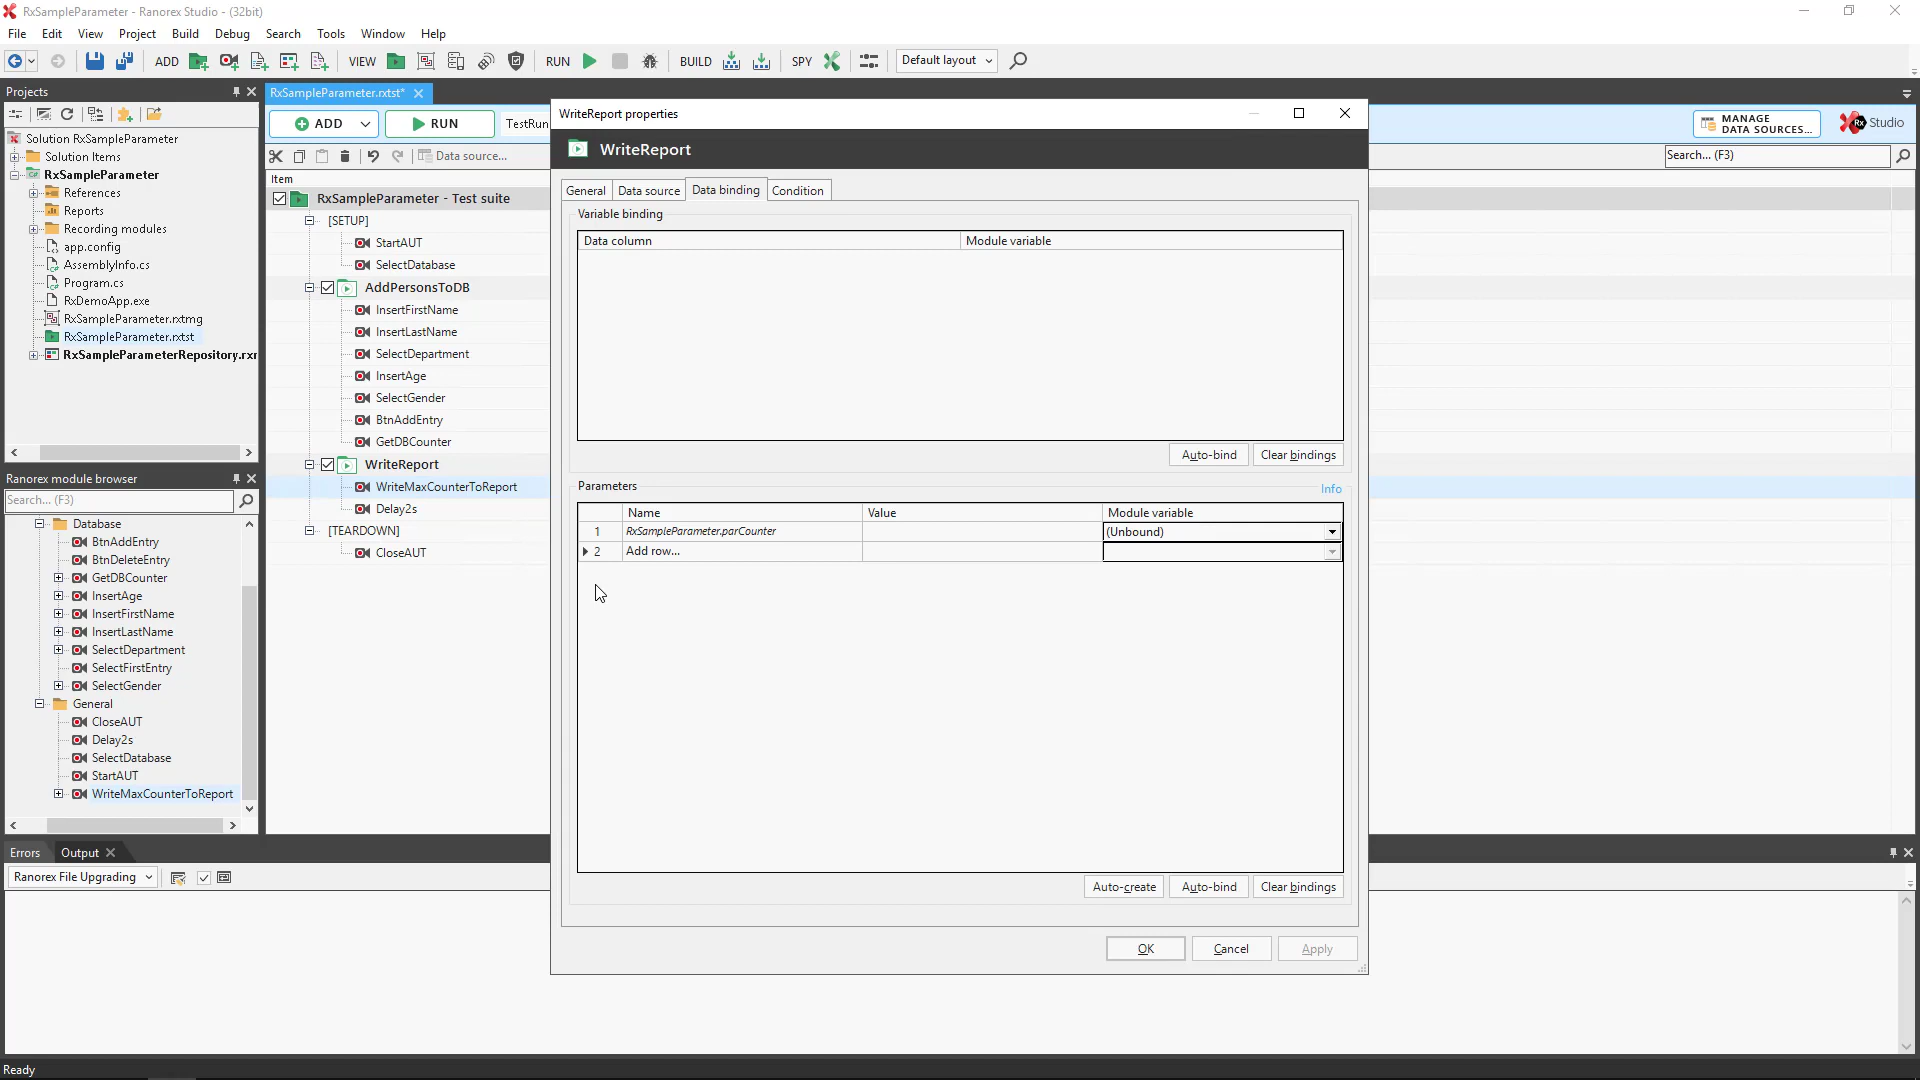 RxSampleParameter - Ranorex Studio - (32bit)
File Edit View Project Build Debug Search Tools Window Help
ADD VIEW RUN BUILD SPY Default layout
Projects
Solution RxSampleParameter
Solution Items
RxSampleParameter
References
Reports
Recording modules
app.config
AssemblyInfo.cs
Program.cs
RxDemoApp.exe
RxSampleParameter.rxtmg
RxSampleParameter.rxtst
RxSampleParameterRepository.rxr
Ranorex module browser
Search... (F3)
Database
BtnAddEntry
BtnDeleteEntry
GetDBCounter
InsertAge
InsertFirstName
InsertLastName
SelectDepartment
SelectFirstEntry
SelectGender
General
CloseAUT
Delay2s
SelectDatabase
StartAUT
WriteMaxCounterToReport
RxSampleParameter.rxtst*
ADD RUN TestRun
Data source...
Item
RxSampleParameter - Test suite
[SETUP]
StartAUT
SelectDatabase
AddPersonsToDB
InsertFirstName
InsertLastName
SelectDepartment
InsertAge
SelectGender
BtnAddEntry
GetDBCounter
WriteReport
WriteMaxCounterToReport
Delay2s
[TEARDOWN]
CloseAUT
WriteReport properties
WriteReport
General Data source Data binding Condition
Variable binding
Data column Module variable
Auto-bind Clear bindings
Parameters Info
Name Value Module variable
1 RxSampleParameter.parCounter (Unbound)
2 Add row...
Auto-create Auto-bind Clear bindings
OK Cancel Apply
MANAGE
DATA SOURCES...
Rx Studio
Search... (F3)
Errors Output
Ranorex File Upgrading
Ready